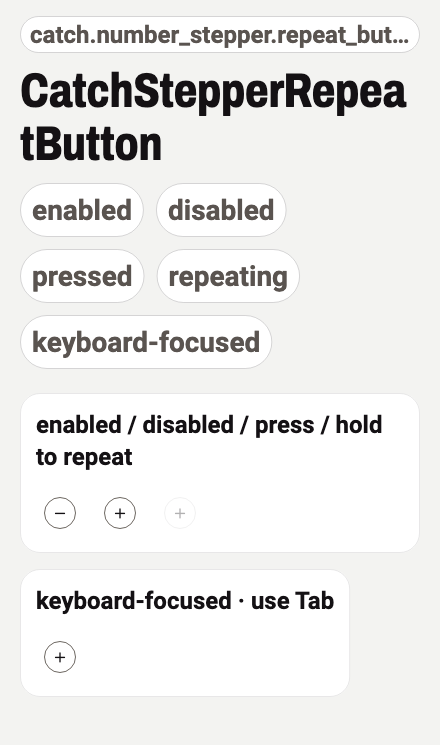 catch.number_stepper.repeat_but...
CatchStepperRepea
tButton
enabled disabled
pressed repeating
keyboard-focused
enabled / disabled / press / hold
to repeat
− + +
keyboard-focused · use Tab
+